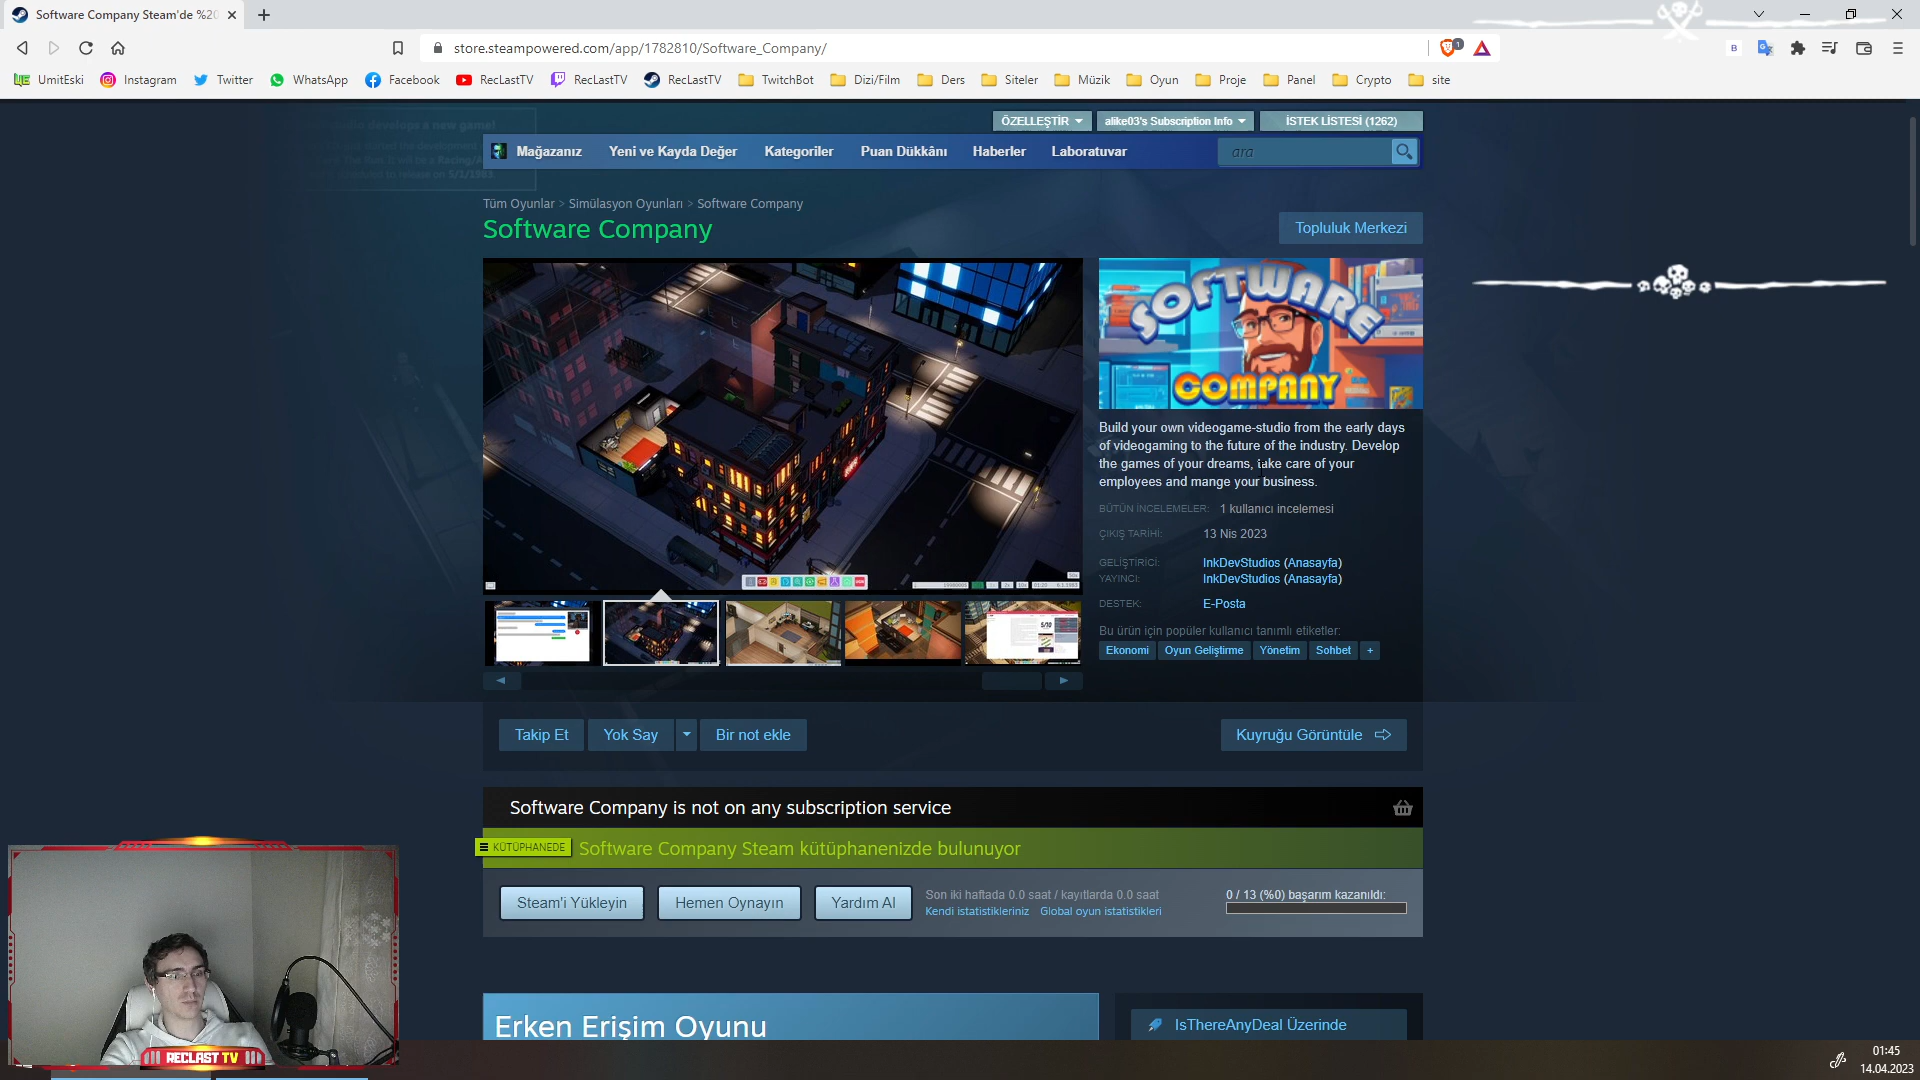 Software Company Steam'de %20
store.steampowered.com/app/1782810/Software_Company/
1
B
UmitEski
Instagram
Twitter
WhatsApp
Facebook
RecLastTV
RecLastTV
RecLastTV
TwitchBot
Dizi/Film
Ders
Siteler
Müzik
Oyun
Proje
Panel
Crypto
site
ÖZELLEŞTİR
alike03's Subscription Info
İSTEK LİSTESİ (1262)
Mağazanız
Yeni ve Kayda Değer
Kategoriler
Puan Dükkânı
Haberler
Laboratuvar
ara
Tüm Oyunlar > Simülasyon Oyunları > Software Company
Software Company
Topluluk Merkezi
SOFTWARE
COMPANY
Build your own videogame-studio from the early days
of videogaming to the future of the industry. Develop
the games of your dreams, take care of your
employees and mange your business.
BÜTÜN İNCELEMELER: 1 kullanıcı incelemesi
ÇIKIŞ TARİHİ: 13 Nis 2023
GELİŞTİRİCİ: InkDevStudios (Anasayfa)
YAYINCI: InkDevStudios (Anasayfa)
DESTEK: E-Posta
Bu ürün için popüler kullanıcı tanımlı etiketler:
Ekonomi
Oyun Geliştirme
Yönetim
Sohbet
+
5/10
Takip Et
Yok Say
Bir not ekle
Kuyruğu Görüntüle
Software Company is not on any subscription service
KÜTÜPHANEDE
Software Company Steam kütüphanenizde bulunuyor
Steam'i Yükleyin
Hemen Oynayın
Yardım Al
Son iki haftada 0.0 saat / kayıtlarda 0.0 saat
Kendi istatistikleriniz
Global oyun istatistikleri
0 / 13 (%0) başarım kazanıldı:
Erken Erişim Oyunu
IsThereAnyDeal Üzerinde
RECLAST TV
01:45
14.04.2023